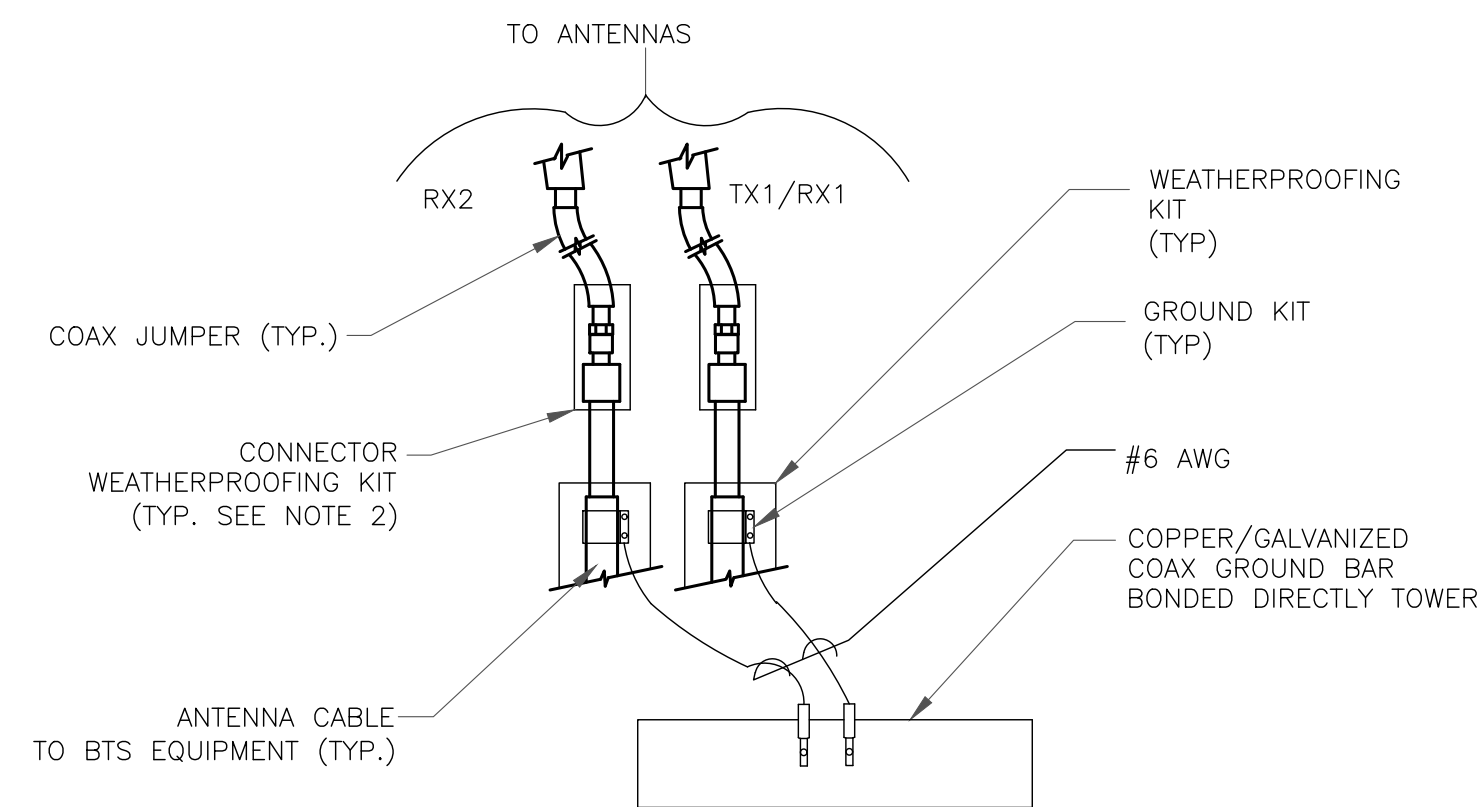 TO ANTENNAS
RX2
TX1/RX1
WEATHERPROOFING
KIT
(TYP)
GROUND KIT
(TYP)
COAX JUMPER (TYP.)
CONNECTOR
WEATHERPROOFING KIT
(TYP. SEE NOTE 2)
#6 AWG
COPPER/GALVANIZED
COAX GROUND BAR
BONDED DIRECTLY TOWER
ANTENNA CABLE
TO BTS EQUIPMENT (TYP.)